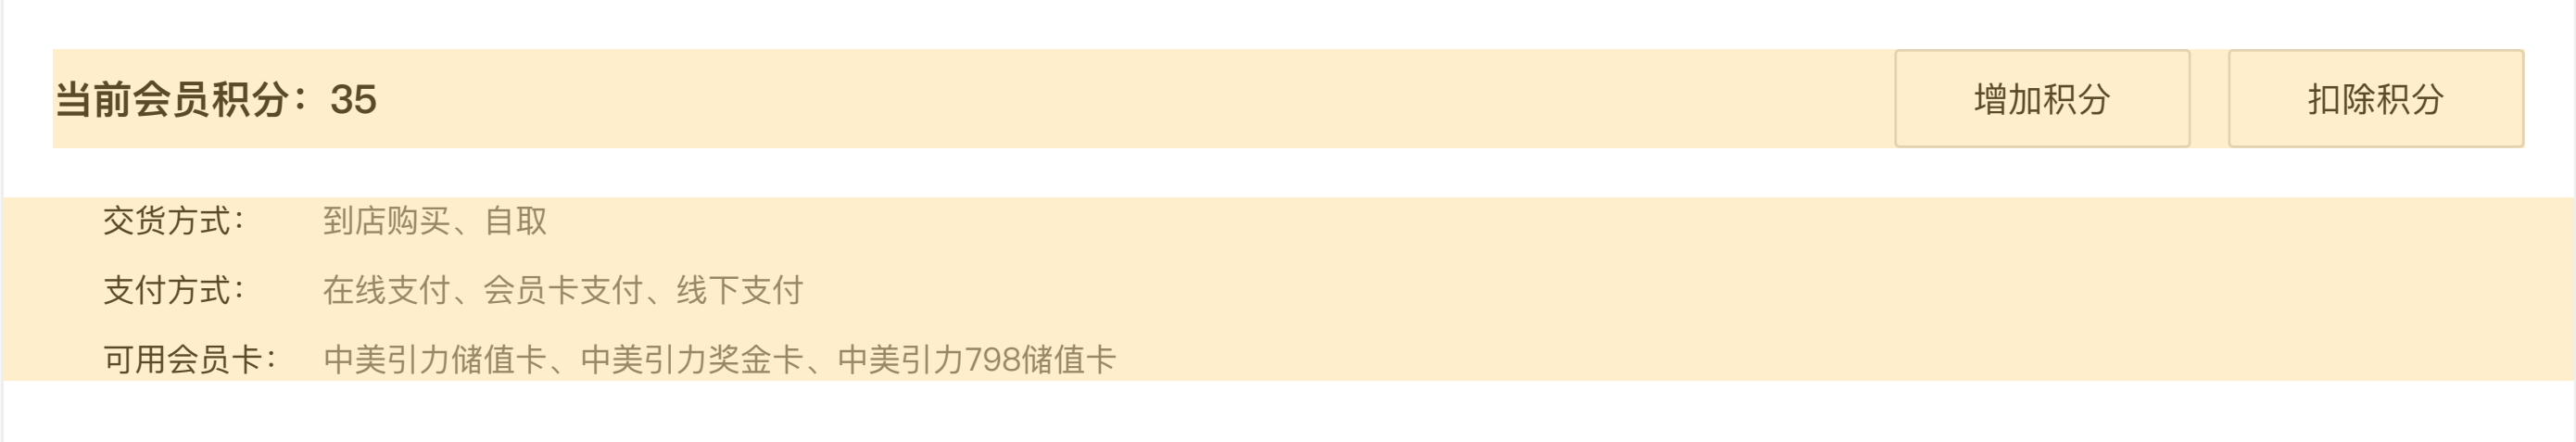 当前会员积分：35 增加积分 扣除积分
交货方式： 到店购买、自取
支付方式： 在线支付、会员卡支付、线下支付
可用会员卡： 中美引力储值卡、中美引力奖金卡、中美引力798储值卡